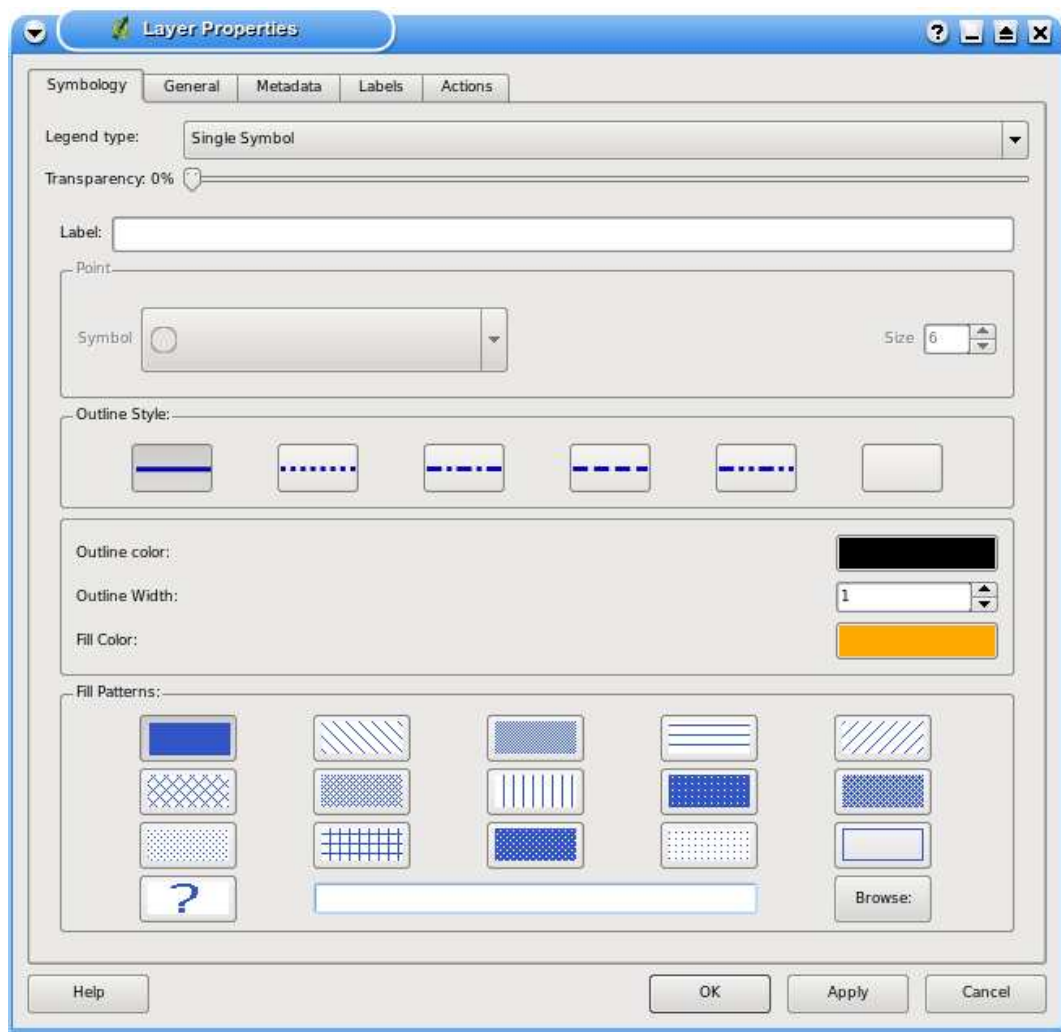 Layer Properties
?
Symbology General Metadata Labels Actions
Legend type: Single Symbol
Transparency: 0%
Label:
Point
Symbol Size 6
Outline Style:
Outline color:
Outline Width: 1
Fill Color:
Fill Patterns:
? Browse:
Help OK Apply Cancel